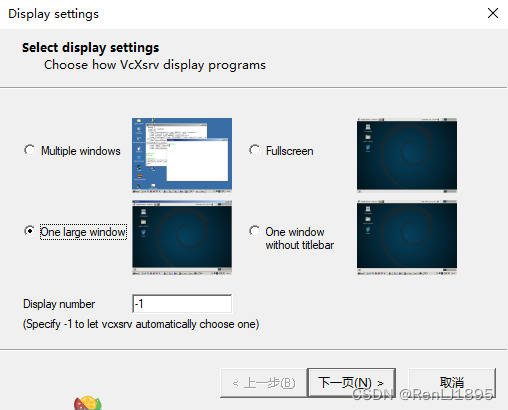 Display settings
Select display settings
Choose how VcXsrv display programs
Multiple windows
Fullscreen
One large window
One window
without titlebar
Display number
-1
(Specify -1 to let vcxsrv automatically choose one)
< 上一步(B)
下一页(N) >
取消
CSDN @RenLJ1895